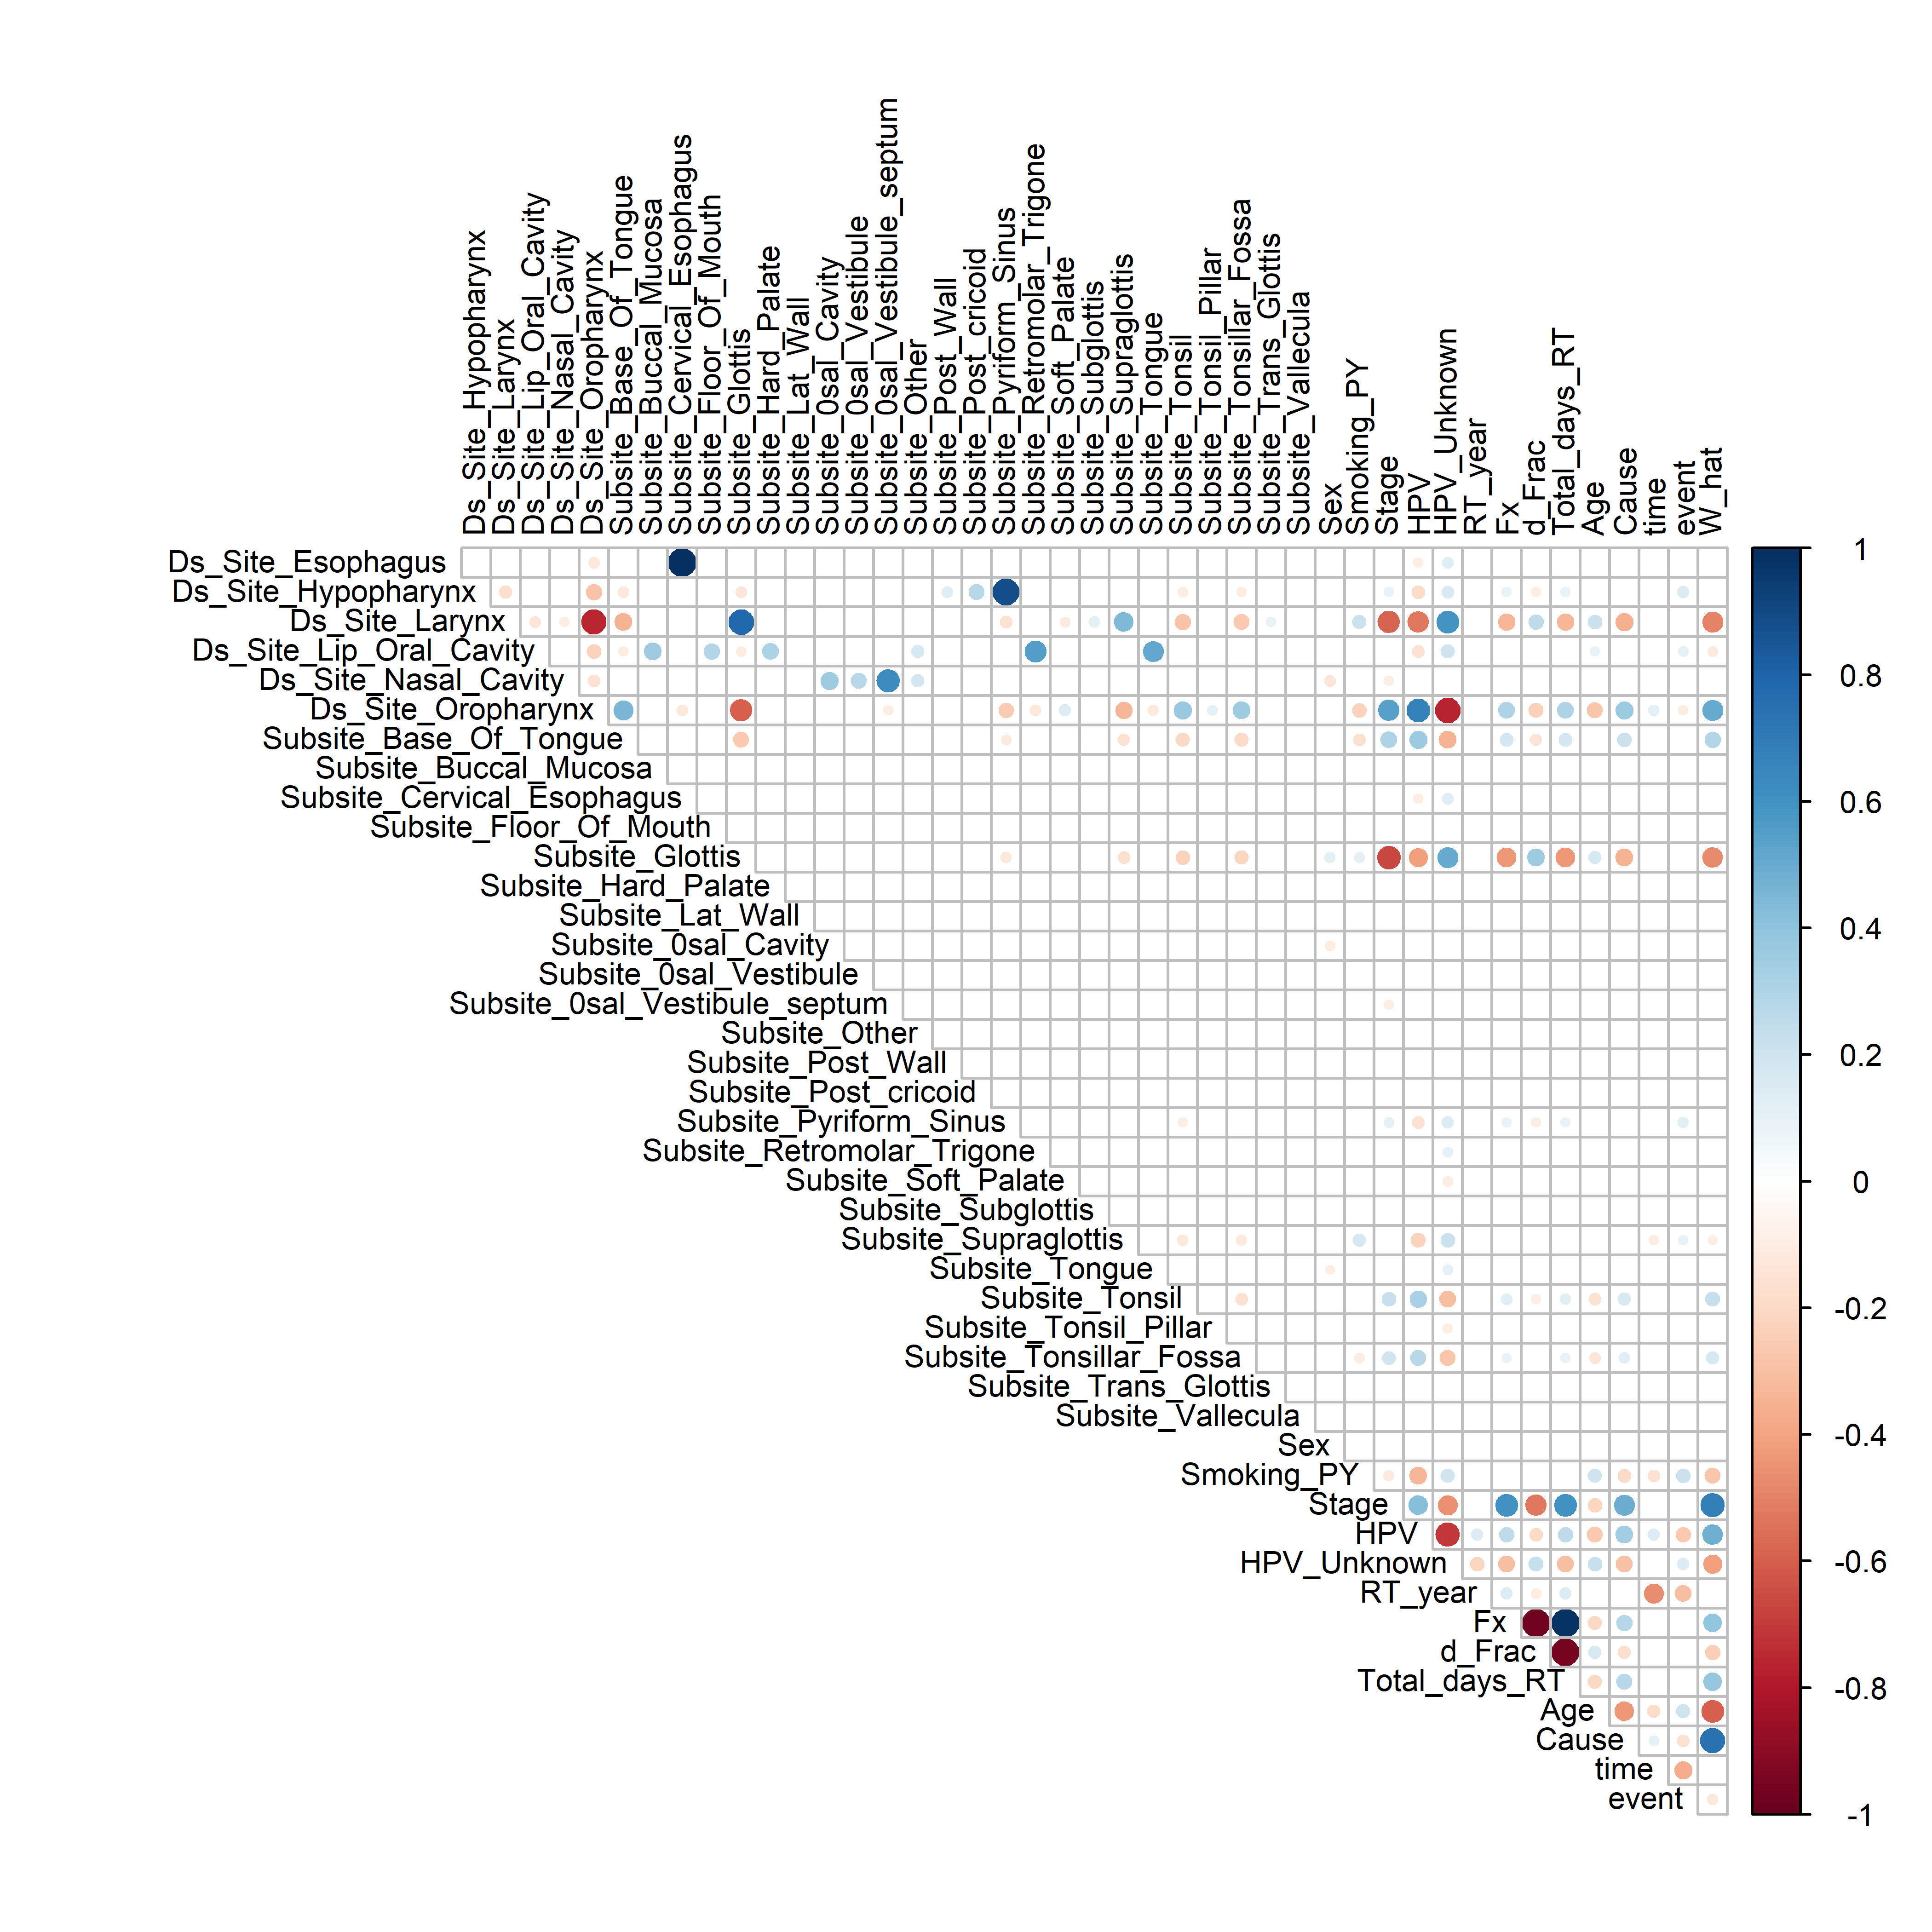 Ds_Site_Hypopharynx
Ds_Site_Larynx
Ds_Site_Lip_Oral_Cavity
Ds_Site_Nasal_Cavity
Ds_Site_Oropharynx
Subsite_Base_Of_Tongue
Subsite_Buccal_Mucosa
Subsite_Cervical_Esophagus
Subsite_Floor_Of_Mouth
Subsite_Glottis
Subsite_Hard_Palate
Subsite_Lat_Wall
Subsite_0sal_Cavity
Subsite_0sal_Vestibule
Subsite_0sal_Vestibule_septum
Subsite_Other
Subsite_Post_Wall
Subsite_Post_cricoid
Subsite_Pyriform_Sinus
Subsite_Retromolar_Trigone
Subsite_Soft_Palate
Subsite_Subglottis
Subsite_Supraglottis
Subsite_Tongue
Subsite_Tonsil
Subsite_Tonsil_Pillar
Subsite_Tonsillar_Fossa
Subsite_Trans_Glottis
Subsite_Vallecula
Sex
Smoking_PY
Stage
HPV
HPV_Unknown
RT_year
Fx
d_Frac
Total_days_RT
Age
Cause
time
event
W_hat
Ds_Site_Esophagus
Ds_Site_Hypopharynx
Ds_Site_Larynx
Ds_Site_Lip_Oral_Cavity
Ds_Site_Nasal_Cavity
Ds_Site_Oropharynx
Subsite_Base_Of_Tongue
Subsite_Buccal_Mucosa
Subsite_Cervical_Esophagus
Subsite_Floor_Of_Mouth
Subsite_Glottis
Subsite_Hard_Palate
Subsite_Lat_Wall
Subsite_0sal_Cavity
Subsite_0sal_Vestibule
Subsite_0sal_Vestibule_septum
Subsite_Other
Subsite_Post_Wall
Subsite_Post_cricoid
Subsite_Pyriform_Sinus
Subsite_Retromolar_Trigone
Subsite_Soft_Palate
Subsite_Subglottis
Subsite_Supraglottis
Subsite_Tongue
Subsite_Tonsil
Subsite_Tonsil_Pillar
Subsite_Tonsillar_Fossa
Subsite_Trans_Glottis
Subsite_Vallecula
Sex
Smoking_PY
Stage
HPV
HPV_Unknown
RT_year
Fx
d_Frac
Total_days_RT
Age
Cause
time
event
1
0.8
0.6
0.4
0.2
0
-0.2
-0.4
-0.6
-0.8
-1